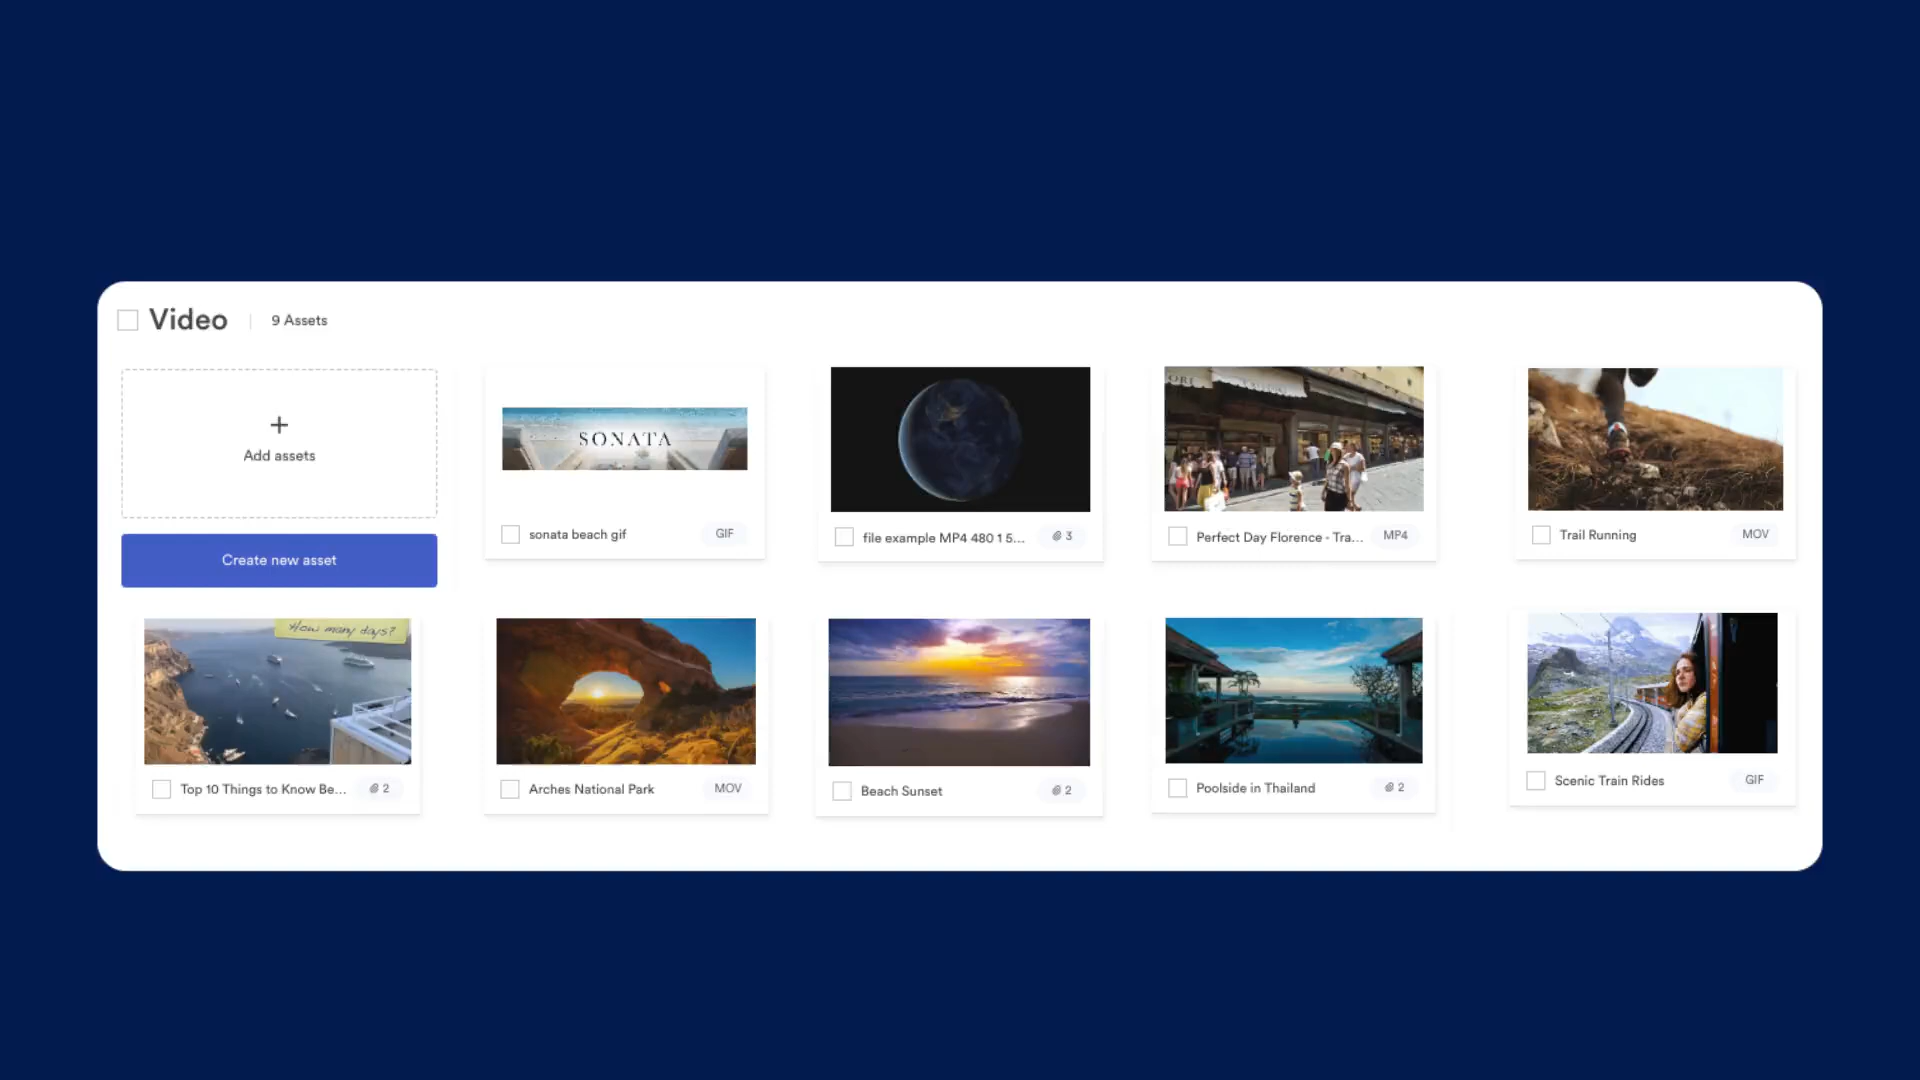 Video
9 Assets
Add assets
Create new asset
SONATA
sonata beach gif
GIF
file example MP4 480 1 5...
3
ORE
Perfect Day Florence - Tra...
MP4
Trail Running
MOV
How many days?
Top 10 Things to Know Be...
2
Arches National Park
MOV
Beach Sunset
2
Poolside in Thailand
2
Scenic Train Rides
GIF